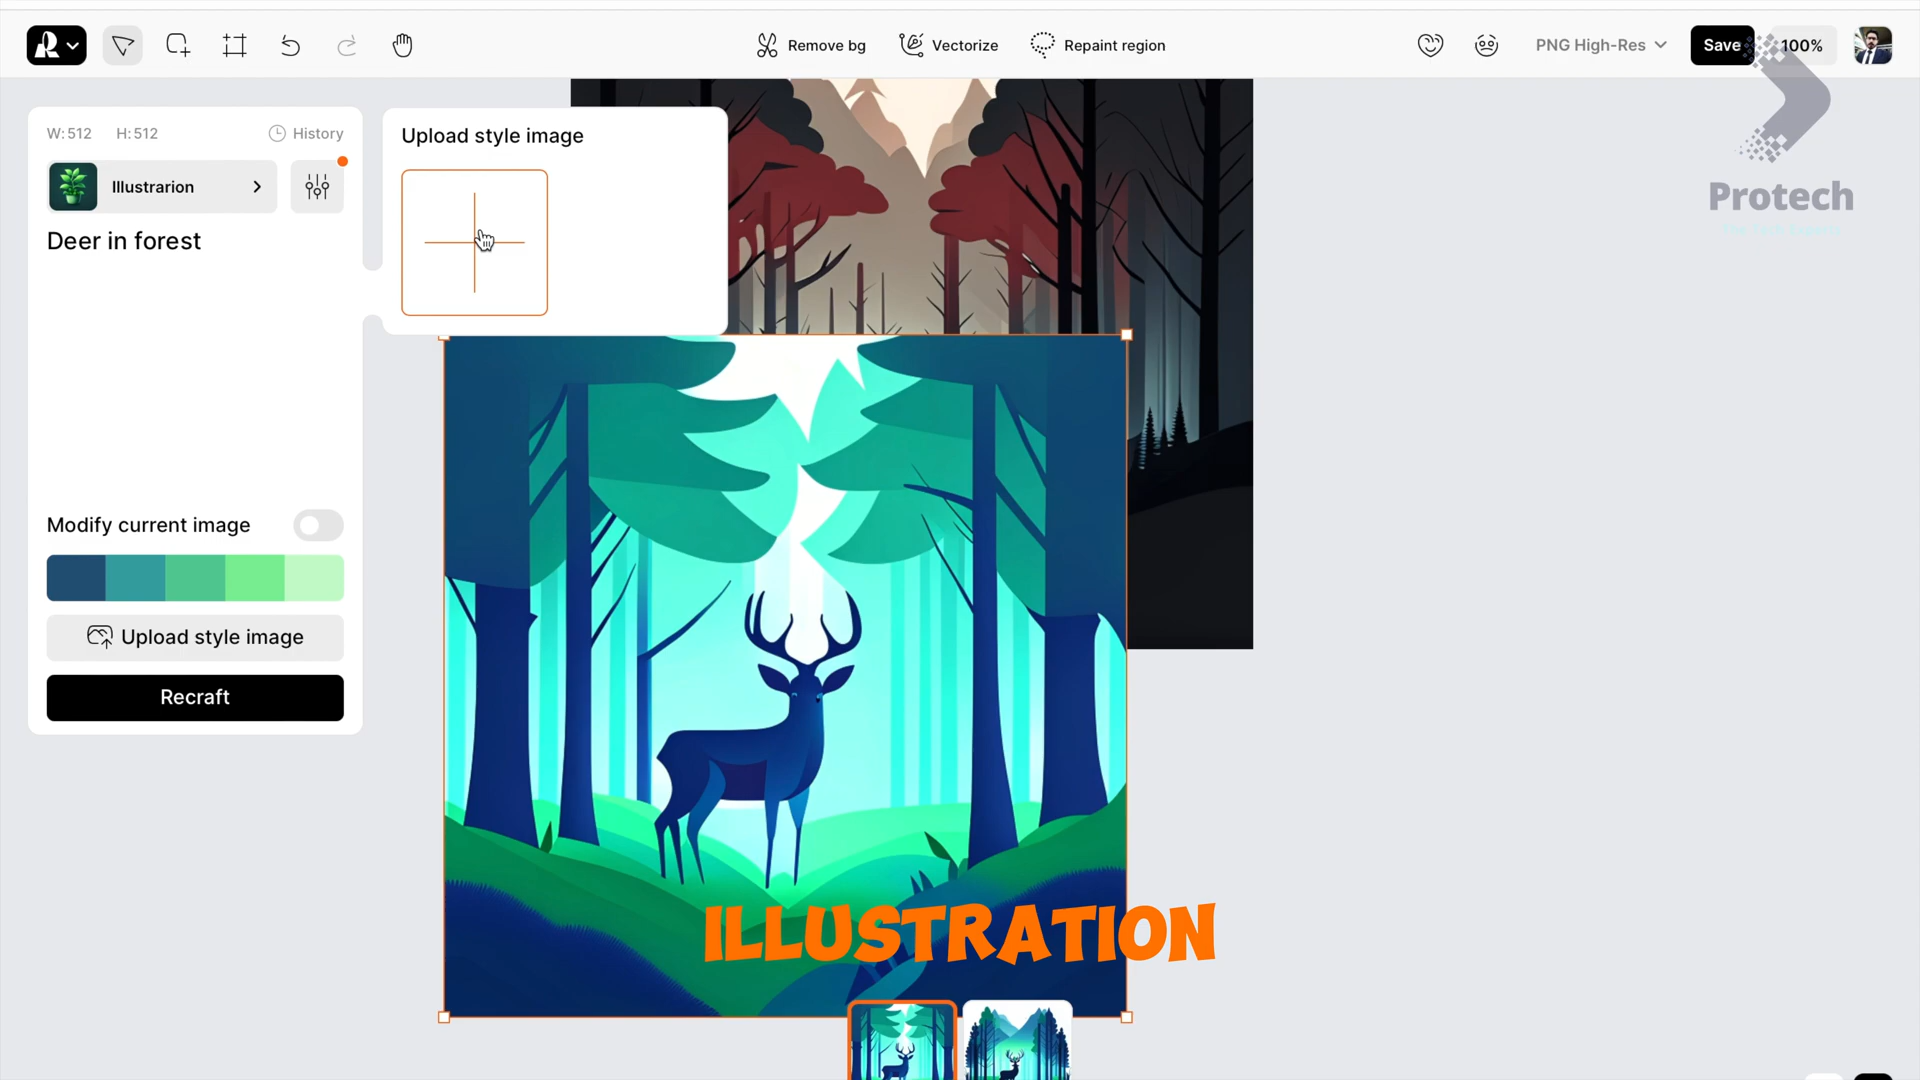 Remove bg
Vectorize
Repaint region
PNG High-Res
Save
100%
W: 512 H: 512
History
Illustrarion
Deer in forest
Upload style image
Modify current image
Upload style image
Recraft
Protech
ILLUSTRATION